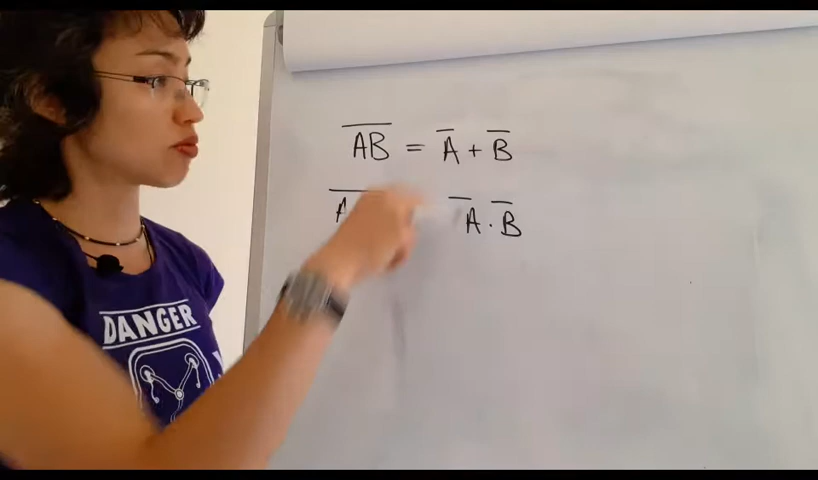 A̅B̅ = A̅ + B̅
A̅ A̅ · B̅
DANGER